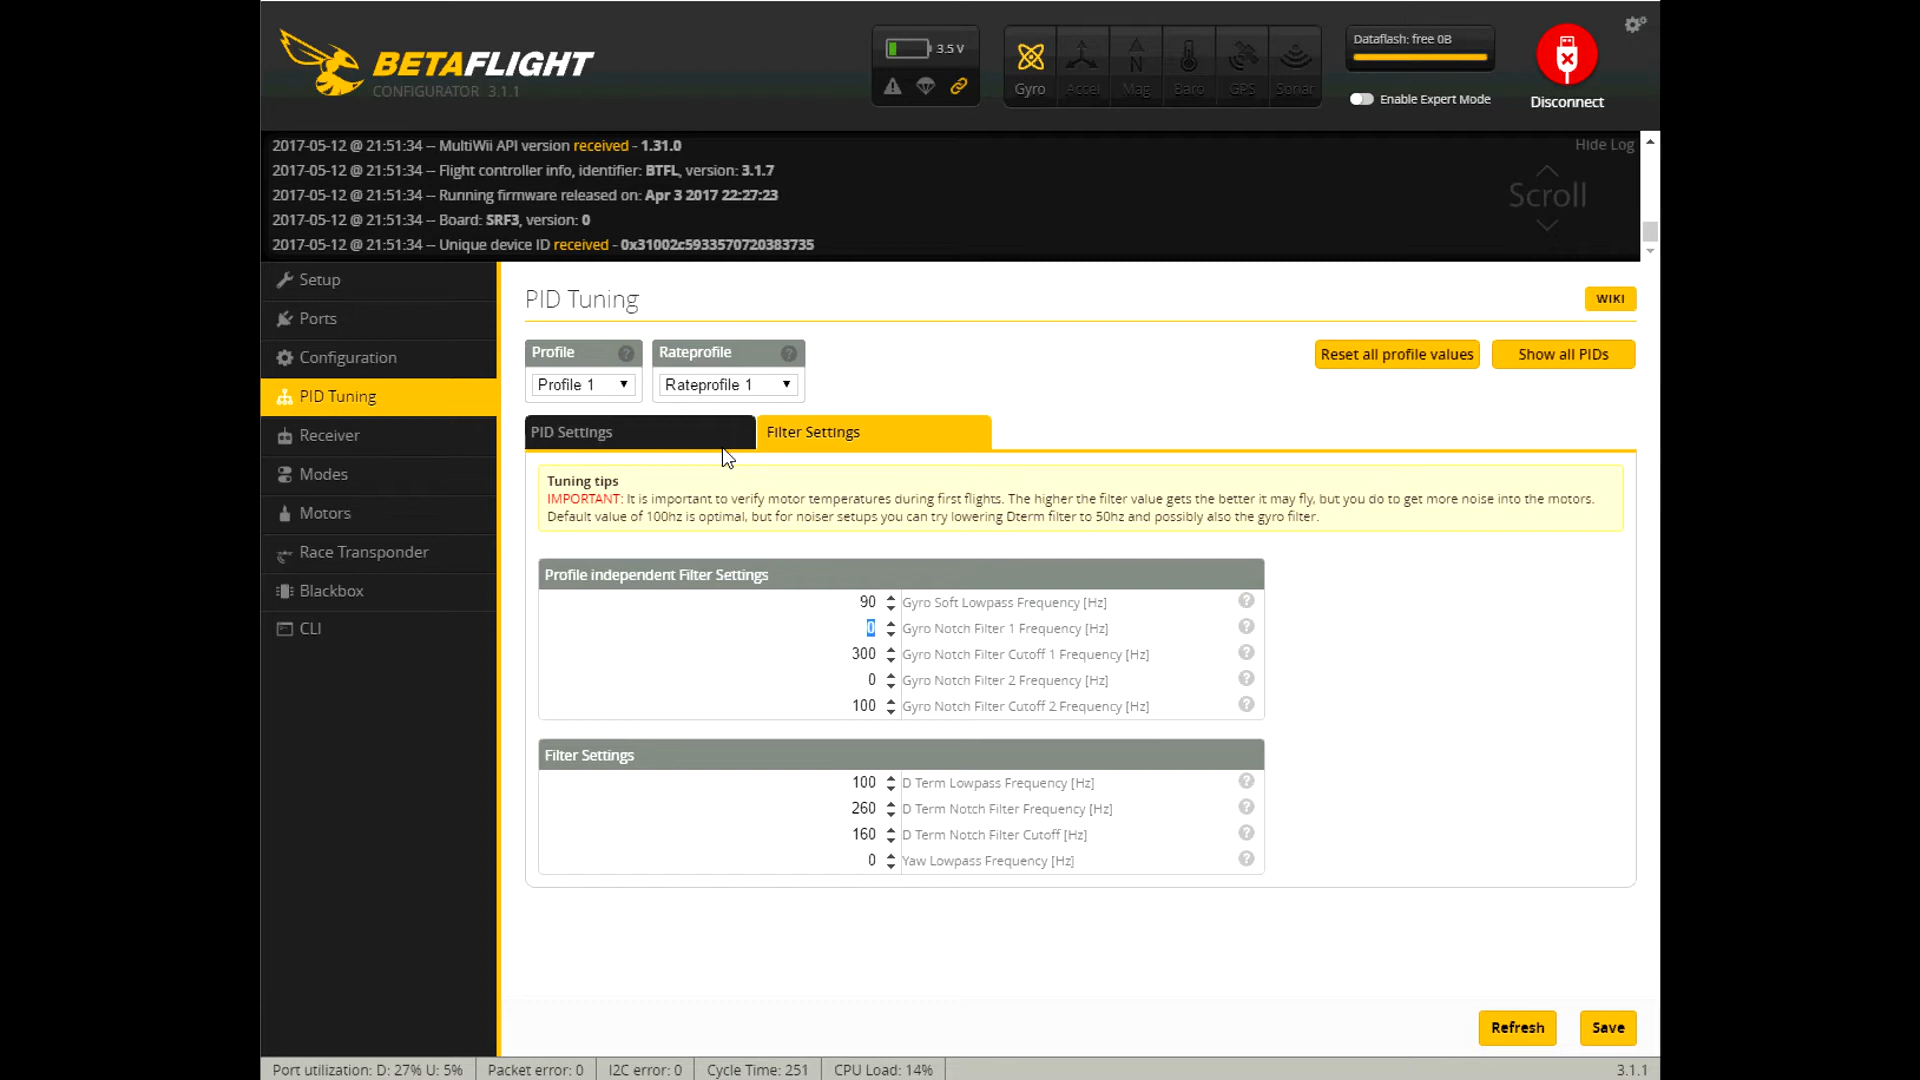 BETAFLIGHT
CONFIGURATOR 3.1.1
3.5 V
Gyro
Accel
Mag
Baro
GPS
Sonar
Dataflash: free 0B
Enable Expert Mode
Disconnect
2017-05-12 @ 21:51:34 -- MultiWii API version received - 1.31.0
2017-05-12 @ 21:51:34 -- Flight controller info, identifier: BTFL, version: 3.1.7
2017-05-12 @ 21:51:34 -- Running firmware released on: Apr 3 2017 22:27:23
2017-05-12 @ 21:51:34 -- Board: SRF3, version: 0
2017-05-12 @ 21:51:34 -- Unique device ID received - 0x31002c5933570720383735
Hide Log
Scroll
Setup
Ports
Configuration
PID Tuning
Receiver
Modes
Motors
Race Transponder
Blackbox
CLI
PID Tuning
WIKI
Profile
Rateprofile
Profile 1
Rateprofile 1
Reset all profile values
Show all PIDs
PID Settings
Filter Settings
Tuning tips
IMPORTANT: It is important to verify motor temperatures during first flights. The higher the filter value gets the better it may fly, but you do to get more noise into the motors.
Default value of 100hz is optimal, but for noiser setups you can try lowering Dterm filter to 50hz and possibly also the gyro filter.
Profile independent Filter Settings
90 Gyro Soft Lowpass Frequency [Hz]
0 Gyro Notch Filter 1 Frequency [Hz]
300 Gyro Notch Filter Cutoff 1 Frequency [Hz]
0 Gyro Notch Filter 2 Frequency [Hz]
100 Gyro Notch Filter Cutoff 2 Frequency [Hz]
Filter Settings
100 D Term Lowpass Frequency [Hz]
260 D Term Notch Filter Frequency [Hz]
160 D Term Notch Filter Cutoff [Hz]
0 Yaw Lowpass Frequency [Hz]
Refresh
Save
Port utilization: D: 27% U: 5%
Packet error: 0
I2C error: 0
Cycle Time: 251
CPU Load: 14%
3.1.1